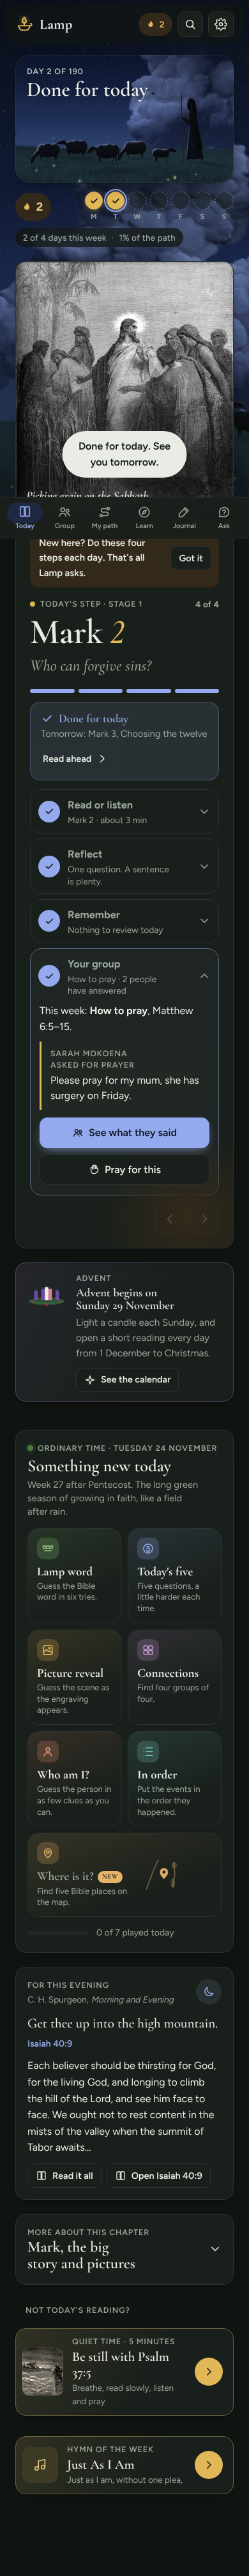 Lamp
2
DAY 2 OF 190
Done for today
2
M T W T F S S
2 of 4 days this week · 1% of the path
Done for today. See
you tomorrow.
Picking grain on the Sabbath
Today
Group
My path
Learn
Journal
Ask
New here? Do these four
steps each day. That's all
Lamp asks.
Got it
TODAY'S STEP · STAGE 1
4 of 4
Mark 2
Who can forgive sins?
Done for today
Tomorrow: Mark 3, Choosing the twelve
Read ahead
Read or listen
Mark 2 · about 3 min
Reflect
One question. A sentence
is plenty.
Remember
Nothing to review today
Your group
How to pray · 2 people
have answered
This week: How to pray, Matthew
6:5–15.
SARAH MOKOENA
ASKED FOR PRAYER
Please pray for my mum, she has
surgery on Friday.
See what they said
Pray for this
ADVENT
Advent begins on
Sunday 29 November
Light a candle each Sunday, and
open a short reading every day
from 1 December to Christmas.
See the calendar
ORDINARY TIME · TUESDAY 24 NOVEMBER
Something new today
Week 27 after Pentecost. The long green
season of growing in faith, like a field
after rain.
Lamp word
Guess the Bible
word in six tries.
Today's five
Five questions, a
little harder each
time.
Picture reveal
Guess the scene as
the engraving
appears.
Connections
Find four groups of
four.
Who am I?
Guess the person in
as few clues as you
can.
In order
Put the events in
the order they
happened.
Where is it? NEW
Find five Bible places on
the map.
0 of 7 played today
FOR THIS EVENING
C. H. Spurgeon, Morning and Evening
Get thee up into the high mountain.
Isaiah 40:9
Each believer should be thirsting for God,
for the living God, and longing to climb
the hill of the Lord, and see him face to
face. We ought not to rest content in the
mists of the valley when the summit of
Tabor awaits…
Read it all
Open Isaiah 40:9
MORE ABOUT THIS CHAPTER
Mark, the big
story and pictures
NOT TODAY'S READING?
QUIET TIME · 5 MINUTES
Be still with Psalm
37:5
Breathe, read slowly, listen
and pray
HYMN OF THE WEEK
Just As I Am
Just as I am, without one plea,